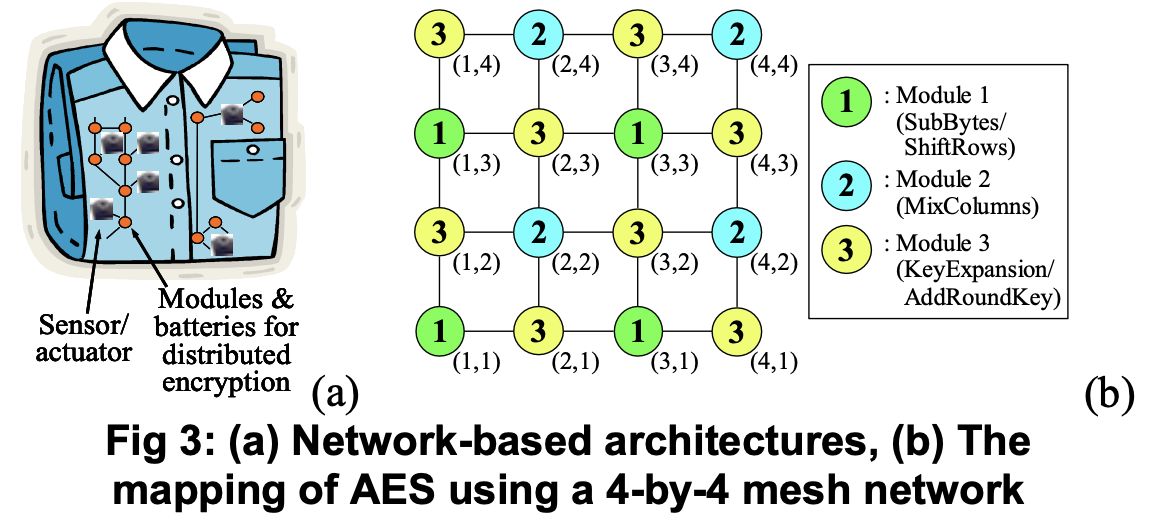 3 2 3 2
(1,4) (2,4) (3,4) (4,4)
1 3 1 3
(1,3) (2,3) (3,3) (4,3)
3 2 3 2
(1,2) (2,2) (3,2) (4,2)
1 3 1 3
(1,1) (2,1) (3,1) (4,1)
1 : Module 1
(SubBytes/
ShiftRows)
2 : Module 2
(MixColumns)
3 : Module 3
(KeyExpansion/
AddRoundKey)
Sensor/
actuator
Modules &
batteries for
distributed
encryption
(a)
(b)
Fig 3: (a) Network-based architectures, (b) The
mapping of AES using a 4-by-4 mesh network